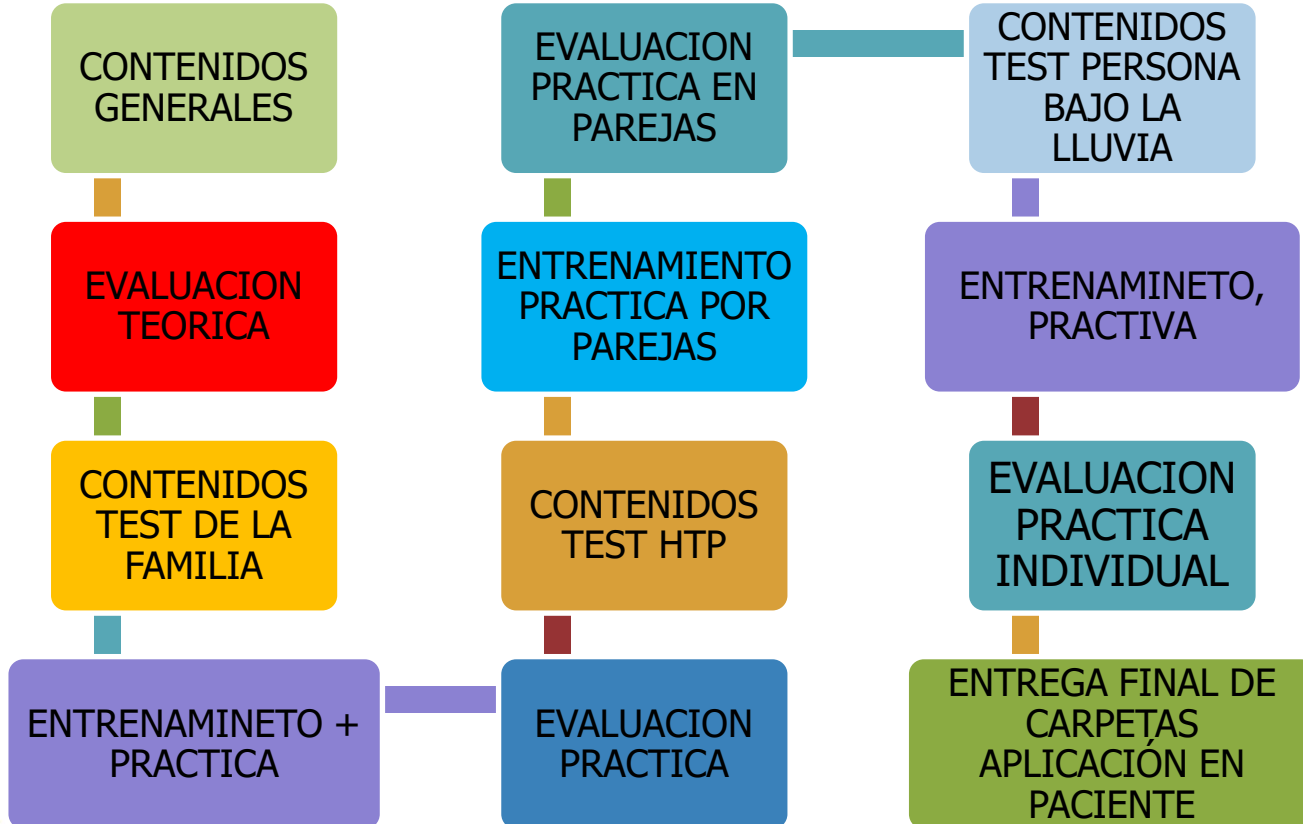 CONTENIDOS
GENERALES
EVALUACION
TEORICA
CONTENIDOS
TEST DE LA
FAMILIA
ENTRENAMINETO +
PRACTICA
EVALUACION
PRACTICA
CONTENIDOS
TEST HTP
ENTRENAMIENTO
PRACTICA POR
PAREJAS
EVALUACION
PRACTICA EN
PAREJAS
CONTENIDOS
TEST PERSONA
BAJO LA
LLUVIA
ENTRENAMINETO,
PRACTIVA
EVALUACION
PRACTICA
INDIVIDUAL
ENTREGA FINAL DE
CARPETAS
APLICACIÓN EN
PACIENTE